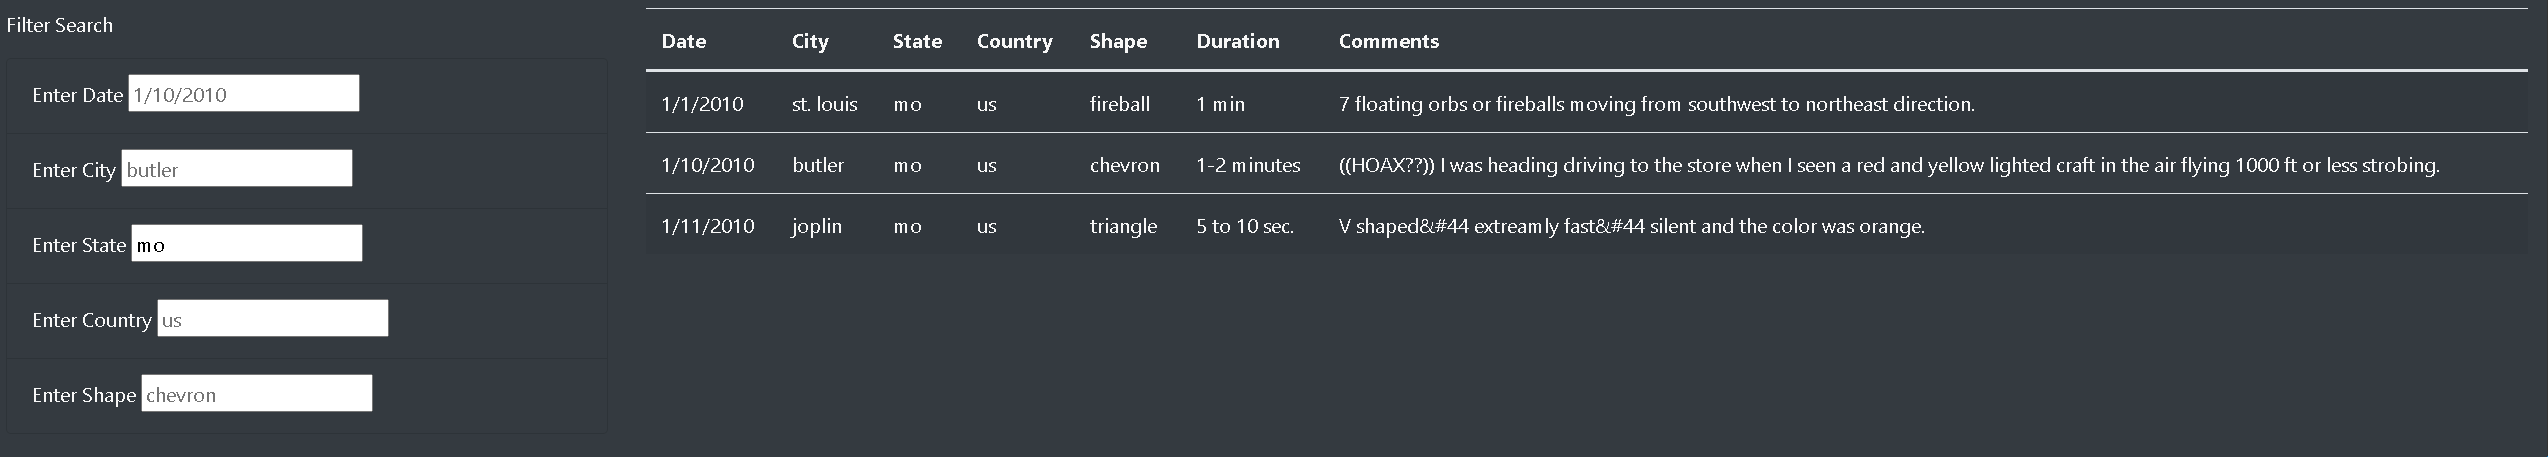 Filter Search
Enter Date 1/10/2010
Enter City butler
Enter State mo
Enter Country us
Enter Shape chevron
Date City State Country Shape Duration Comments
1/1/2010 st. louis mo us fireball 1 min 7 floating orbs or fireballs moving from southwest to northeast direction.
1/10/2010 butler mo us chevron 1-2 minutes ((HOAX??)) I was heading driving to the store when I seen a red and yellow lighted craft in the air flying 1000 ft or less strobing.
1/11/2010 joplin mo us triangle 5 to 10 sec. V shaped&#44 extreamly fast&#44 silent and the color was orange.